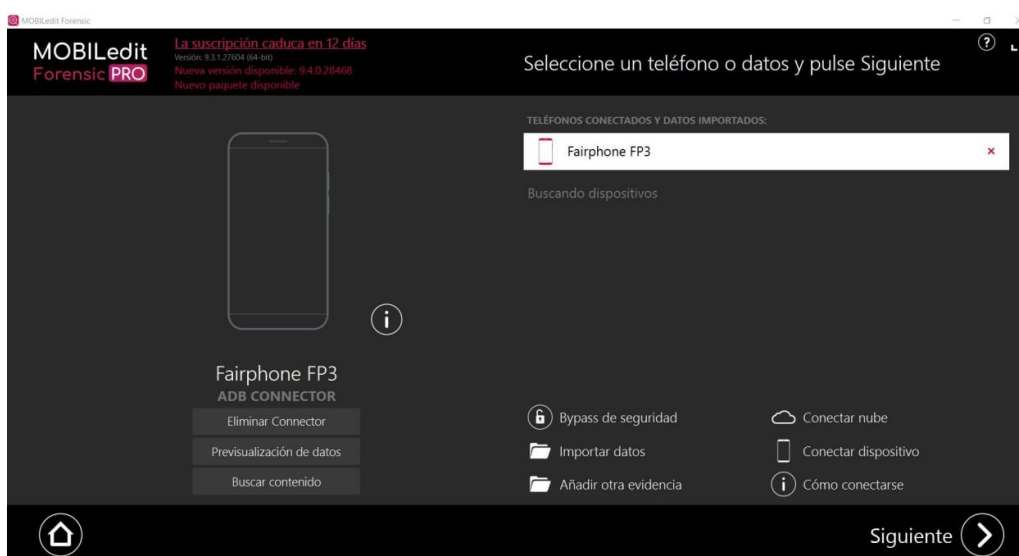 MOBILedit Forensic
MOBILedit
Forensic PRO
La suscripción caduca en 12 días
Versión: 9.3.1.27604 (64-bit)
Nueva versión disponible: 9.4.0.28468
Nuevo paquete disponible
Seleccione un teléfono o datos y pulse Siguiente
?
TELÉFONOS CONECTADOS Y DATOS IMPORTADOS:
Fairphone FP3
Buscando dispositivos
i
Fairphone FP3
ADB CONNECTOR
Eliminar Connector
Previsualización de datos
Buscar contenido
Bypass de seguridad
Conectar nube
Importar datos
Conectar dispositivo
Añadir otra evidencia
i Cómo conectarse
Siguiente